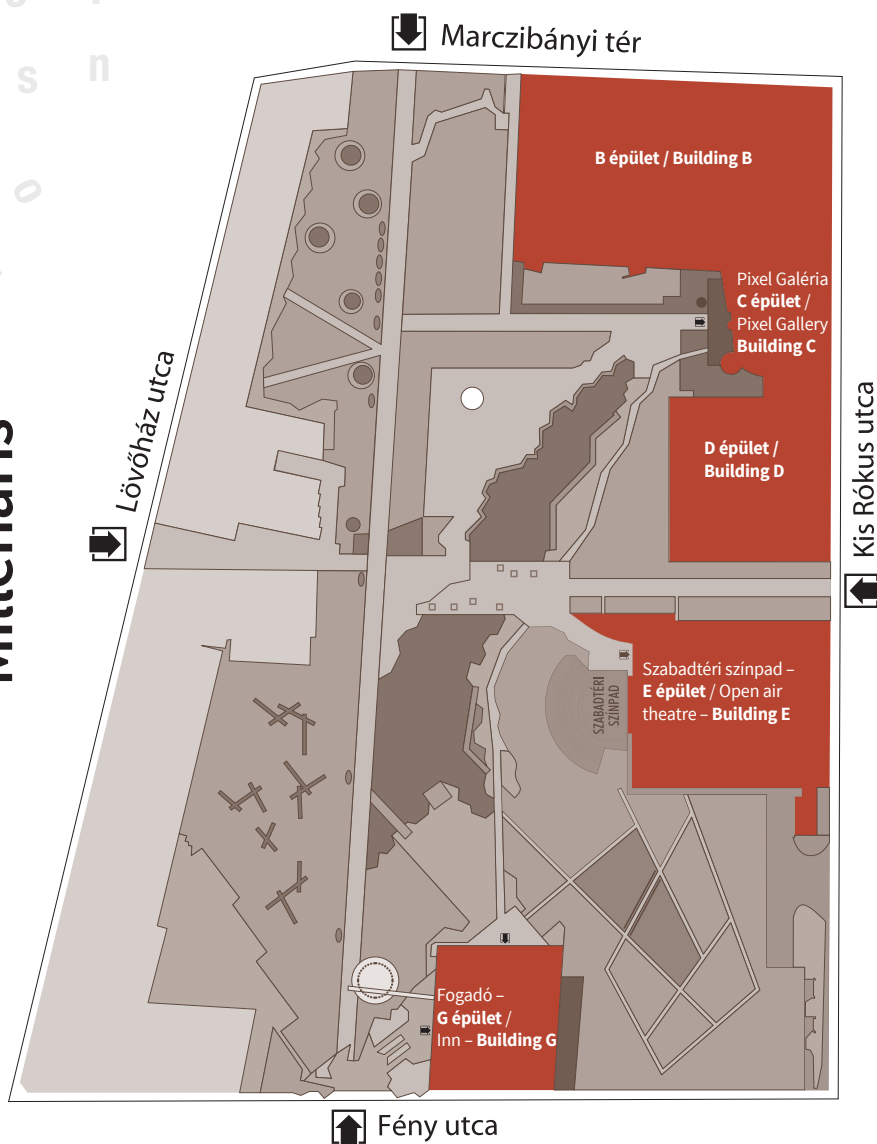 s n
o
Marczibányi tér
B épület / Building B
Pixel Galéria
C épület /
Pixel Gallery
Building C
Lövőház utca
D épület /
Building D
Kis Rókus utca
Szabadtéri színpad –
E épület / Open air
theatre – Building E
SZABADTÉRI
SZÍNPAD
Fogadó –
G épület /
Inn – Building G
Fény utca